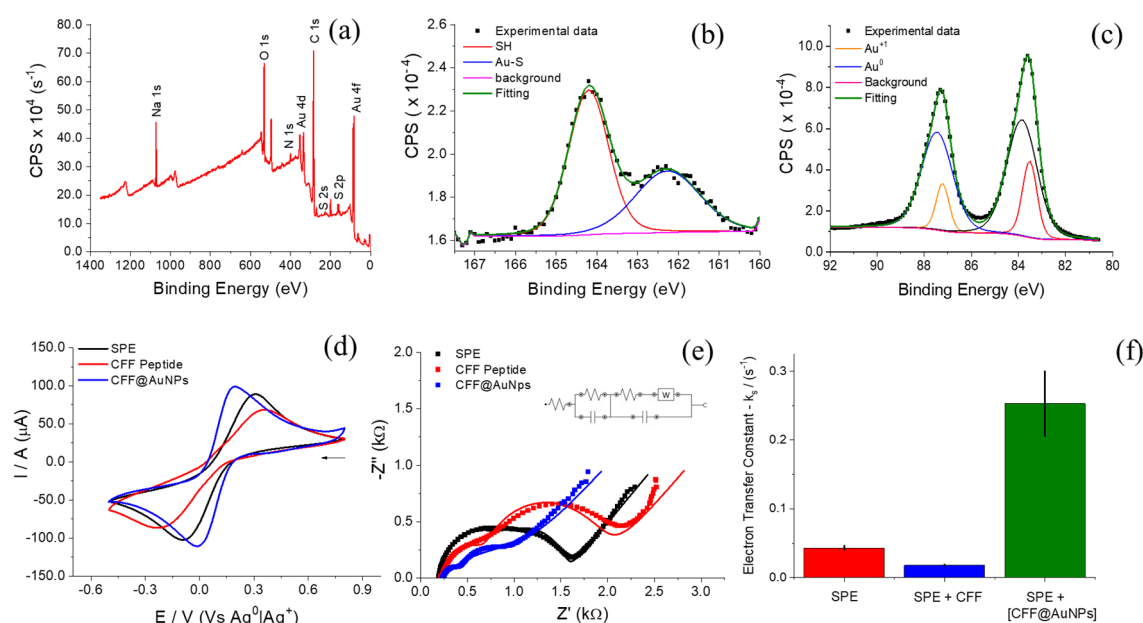 (a)
80.0
70.0
60.0
50.0
40.0
30.0
20.0
10.0
0.0
CPS x 10⁴ (s⁻¹)
Na 1s
O 1s
C 1s
N 1s
Au 4d
S 2s
S 2p
Au 4f
1400 1200 1000 800 600 400 200 0
Binding Energy (eV)
(b)
Experimental data
SH
Au-S
background
Fitting
2.6
2.4
2.2
2.0
1.8
1.6
CPS (x 10⁻⁴)
167 166 165 164 163 162 161 160
Binding Energy (eV)
(c)
Experimental data
Au⁺¹
Au⁰
Background
Fitting
10.0
8.0
6.0
4.0
2.0
0.0
CPS (x 10⁻⁴)
92 90 88 86 84 82 80
Binding Energy (eV)
(d)
SPE
CFF Peptide
CFF@AuNPs
150.0
100.0
50.0
0.0
-50.0
-100.0
-150.0
I / A (μA)
-0.6 -0.3 0.0 0.3 0.6 0.9
E / V (Vs Ag⁰|Ag⁺)
(e)
SPE
CFF Peptide
CFF@AuNPs
W
2.0
1.5
1.0
0.5
0.0
-Z" (kΩ)
0.0 0.5 1.0 1.5 2.0 2.5 3.0
Z' (kΩ)
(f)
0.3
0.2
0.1
0.0
Electron Transfer Constant - kₛ / (s⁻¹)
SPE SPE + CFF SPE +
[CFF@AuNPs]